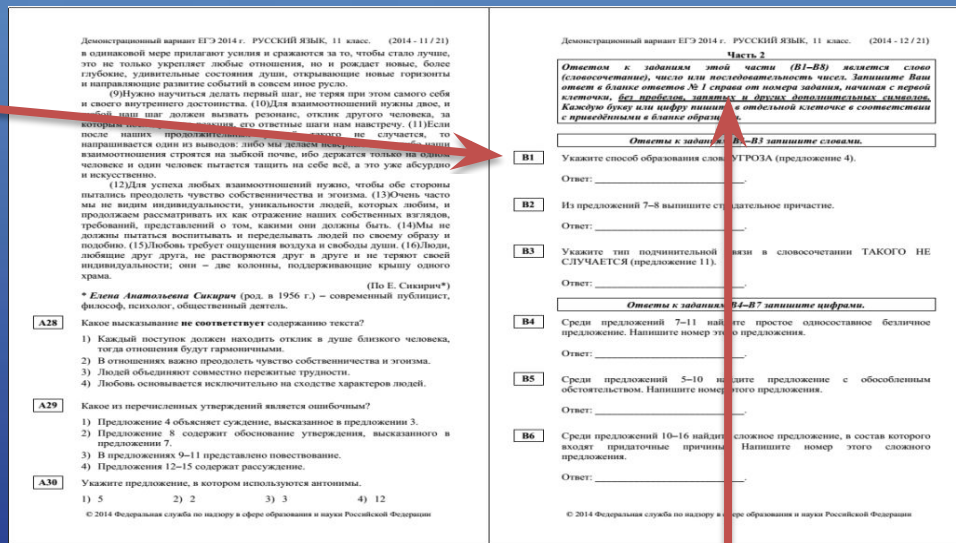 Демонстрационный вариант ЕГЭ 2014 г. РУССКИЙ ЯЗЫК, 11 класс. (2014 - 11 / 21)
в одинаковой мере прилагают усилия и сражаются за то, чтобы стало лучше,
это не только укрепляет любые отношения, но и рождает новые, более
глубокие, удивительные состояния души, открывающие новые горизонты
и направляющие развитие событий в совсем иное русло.
(9)Нужно научиться делать первый шаг, не теряя при этом самого себя
и своего внутреннего достоинства. (10)Для взаимоотношений нужны двое, и
наш шаг должен вызвать резонанс, отклик другого человека, за
его ответные шаги нам навстречу. (11)Если
после наших такого не случается, то
напрашивается один из выводов: либо мы делаем наши
взаимоотношения строятся на зыбкой почве, ибо держатся только на одном
человеке и один человек пытается тащить на себе всё, а это уже абсурдно
и искусственно.
(12)Для успеха любых взаимоотношений нужно, чтобы обе стороны
пытались преодолеть чувство собственничества и эгоизма. (13)Очень часто
мы не видим индивидуальности, уникальности людей, которых любим, и
продолжаем рассматривать их как отражение наших собственных взглядов,
требований, представлений о том, какими они должны быть. (14)Мы не
должны пытаться воспитывать и переделывать людей по своему образу и
подобию. (15)Любовь требует ощущения воздуха и свободы души. (16)Люди,
любящие друг друга, не растворяются друг в друге и не теряют своей
индивидуальности; они – две колонны, поддерживающие крышу одного
храма.
(По Е. Сикирич*)
* Елена Анатольевна Сикирич (род. в 1956 г.) – современный публицист,
философ, психолог, общественный деятель.
A28 Какое высказывание не соответствует содержанию текста?
1) Каждый поступок должен находить отклик в душе близкого человека,
тогда отношения будут гармоничными.
2) В отношениях важно преодолеть чувство собственничества и эгоизма.
3) Людей объединяют совместно пережитые трудности.
4) Любовь основывается исключительно на сходстве характеров людей.
A29 Какое из перечисленных утверждений является ошибочным?
1) Предложение 4 объясняет суждение, высказанное в предложении 3.
2) Предложение 8 содержит обоснование утверждения, высказанного в
предложении 7.
3) В предложениях 9–11 представлено повествование.
4) Предложения 12–15 содержат рассуждение.
A30 Укажите предложение, в котором используются антонимы.
1) 5 2) 2 3) 3 4) 12
© 2014 Федеральная служба по надзору в сфере образования и науки Российской Федерации
Демонстрационный вариант ЕГЭ 2014 г. РУССКИЙ ЯЗЫК, 11 класс. (2014 - 12 / 21)
Часть 2
Ответом к заданиям этой части (В1–В8) является слово
(словосочетание), число или последовательность чисел. Запишите Ваш
ответ в бланке ответов № 1 справа от номера задания, начиная с первой
клеточки, без пробелов, запятых и других дополнительных символов.
Каждую букву или цифру пишите в отдельной клеточке в соответствии
с приведёнными в бланке образцами.
Ответы к заданиям В1–В3 запишите словами.
B1 Укажите способ образования слова УГРОЗА (предложение 4).
Ответ: ____________________.
B2 Из предложений 7–8 выпишите страдательное причастие.
Ответ: ____________________.
B3 Укажите тип подчинительной связи в словосочетании ТАКОГО НЕ
СЛУЧАЕТСЯ (предложение 11).
Ответ: ____________________.
Ответы к заданиям В4–В7 запишите цифрами.
B4 Среди предложений 7–11 найдите простое односоставное безличное
предложение. Напишите номер этого предложения.
Ответ: ____________________.
B5 Среди предложений 5–10 найдите предложение с обособленным
обстоятельством. Напишите номер этого предложения.
Ответ: ____________________.
B6 Среди предложений 10–16 найдите сложное предложение, в состав которого
входят придаточные причины. Напишите номер этого сложного
предложения.
Ответ: ____________________.
© 2014 Федеральная служба по надзору в сфере образования и науки Российской Федерации